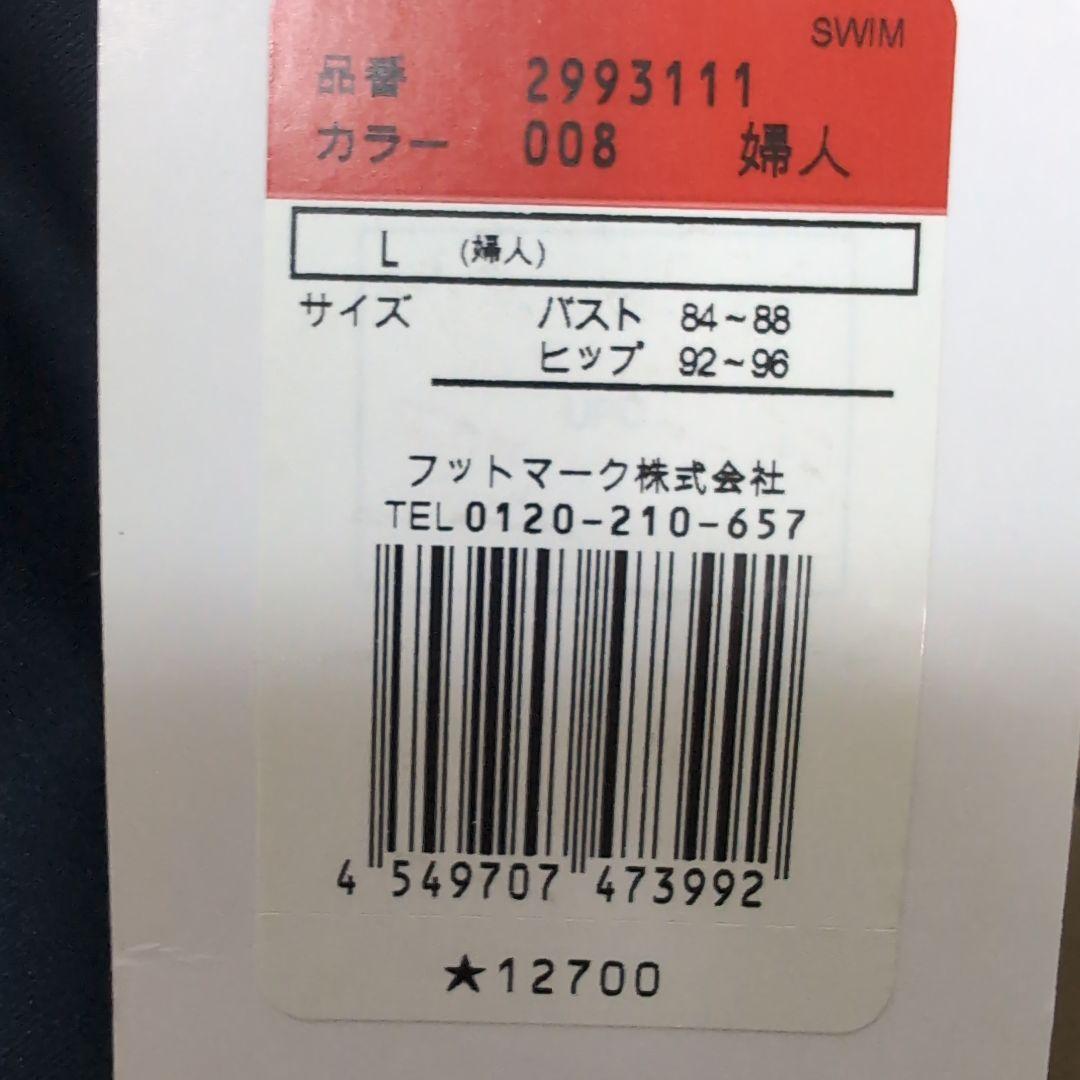 SWIM
品番 2993111
カラー 008 婦人
L (婦人)
サイズ バスト 84~88
ヒップ 92~96
フットマーク株式会社
TEL 0120-210-657
4 549707 473992
★12700